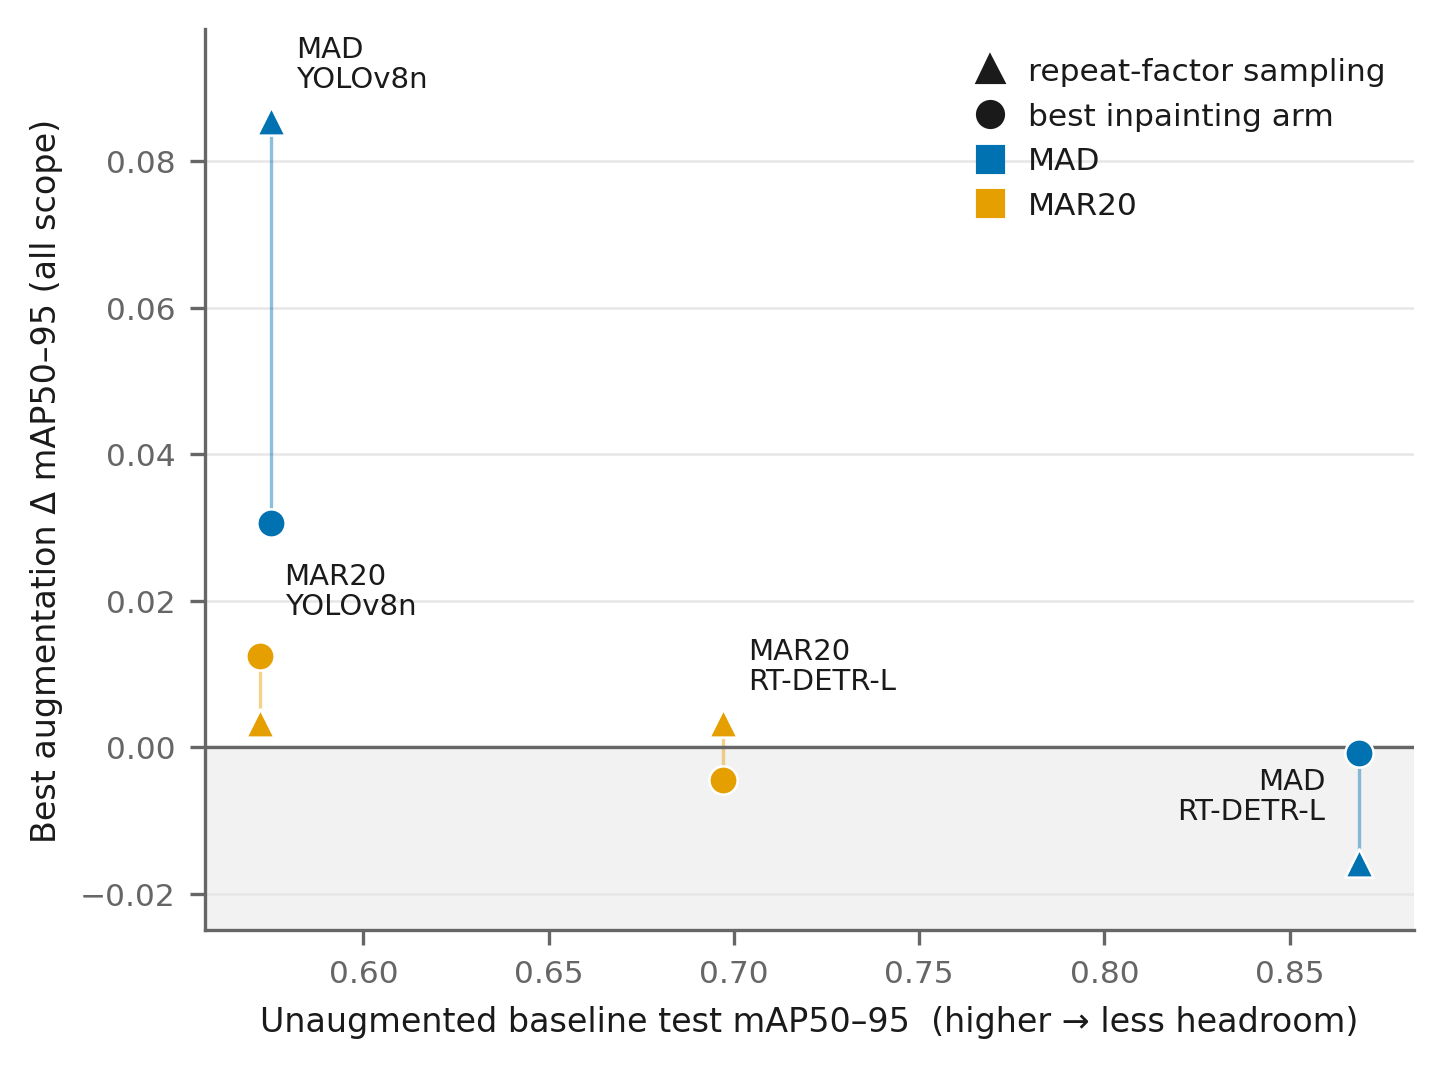 MAD
YOLOv8n
repeat-factor sampling
best inpainting arm
MAD
MAR20
MAR20
YOLOv8n
MAR20
RT-DETR-L
MAD
RT-DETR-L
Best augmentation Δ mAP50–95 (all scope)
0.08
0.06
0.04
0.02
0.00
−0.02
0.60 0.65 0.70 0.75 0.80 0.85
Unaugmented baseline test mAP50–95 (higher → less headroom)